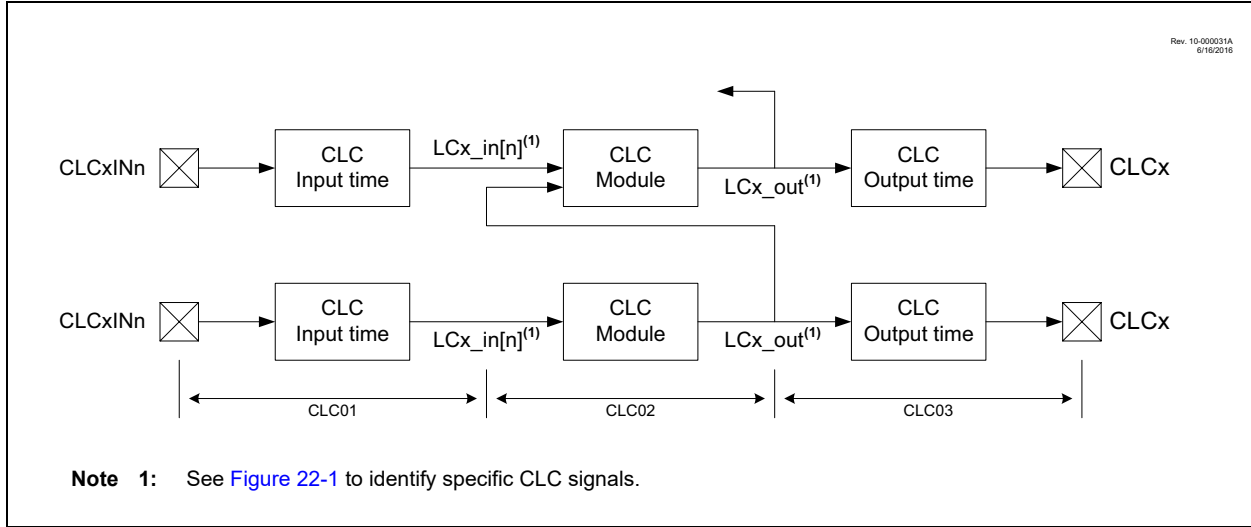 Rev. 10-000031A
6/16/2016
CLCxINn
CLC
Input time
LCx_in[n](1)
CLC
Module
LCx_out(1)
CLC
Output time
CLCx
CLCxINn
CLC
Input time
LCx_in[n](1)
CLC
Module
LCx_out(1)
CLC
Output time
CLCx
CLC01
CLC02
CLC03
Note 1: See Figure 22-1 to identify specific CLC signals.